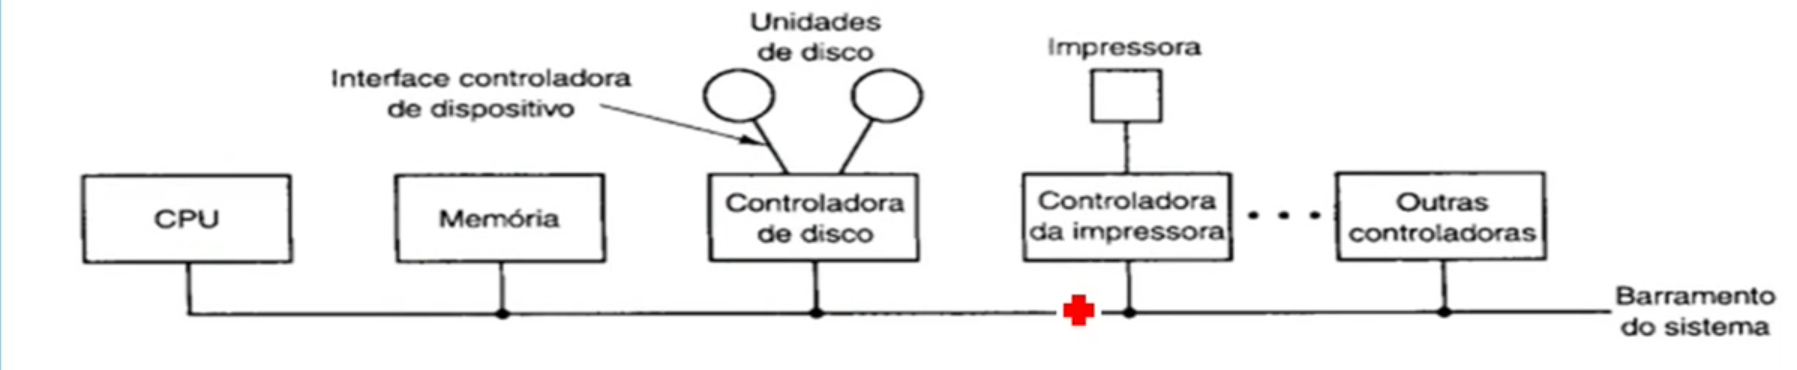 Unidades
de disco
Impressora
Interface controladora
de dispositivo
CPU
Memória
Controladora
de disco
Controladora
da impressora
Outras
controladoras
Barramento
do sistema